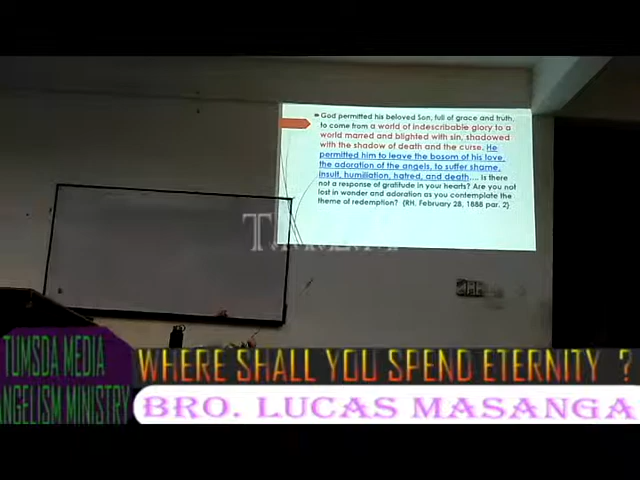 God permitted his beloved Son, full of grace and truth,
to come from a world of indescribable glory to a
world marred and blighted with sin, shadowed
with the shadow of death and the curse. He
permitted him to leave the bosom of his love,
the adoration of the angels, to suffer shame,
insult, humiliation, hatred, and death.... Is there
not a response of gratitude in your hearts? Are you not
lost in wonder and adoration as you contemplate the
theme of redemption? {RH, February 28, 1888 par. 2}
TUMSDA MEDIA
ANGELISM MINISTRY
WHERE SHALL YOU SPEND ETERNITY ?
BRO. LUCAS MASANGA